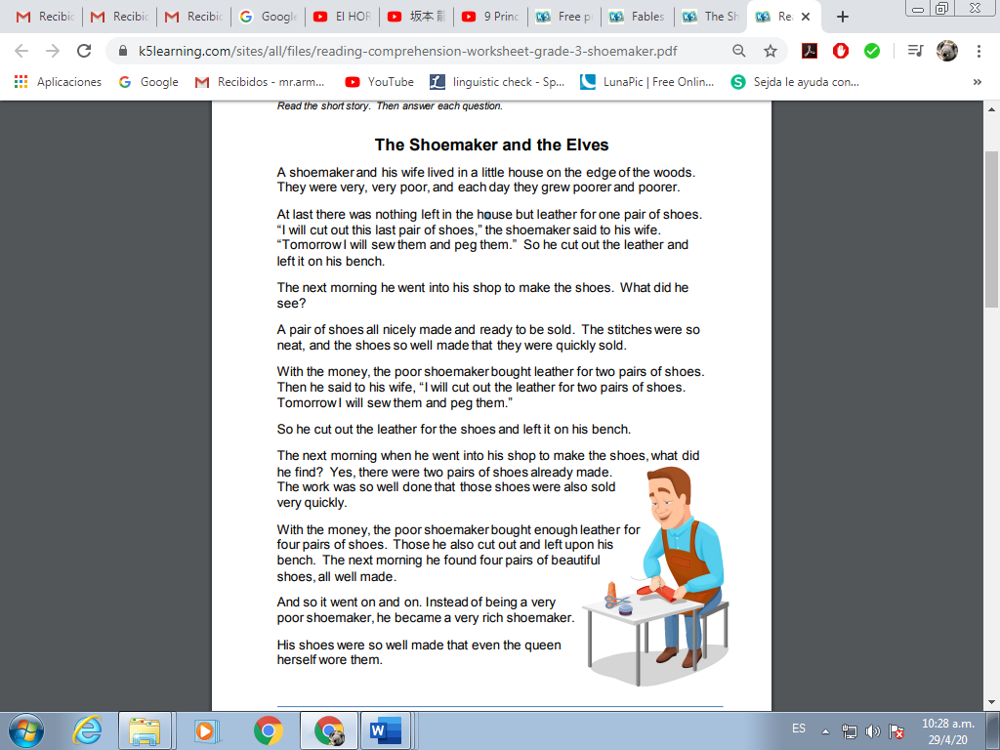 Recibic
Recibic
Recibic
Google
El HOR
坂本 龍
9 Princ
Free p
Fables
The Sh
Re
k5learning.com/sites/all/files/reading-comprehension-worksheet-grade-3-shoemaker.pdf
Aplicaciones
Google
Recibidos - mr.arm...
YouTube
linguistic check - Sp...
LunaPic | Free Onlin...
Sejda le ayuda con...
»
Read the short story. Then answer each question.
The Shoemaker and the Elves
A shoemaker and his wife lived in a little house on the edge of the woods.
They were very, very poor, and each day they grew poorer and poorer.
At last there was nothing left in the house but leather for one pair of shoes.
“I will cut out this last pair of shoes,” the shoemaker said to his wife.
“Tomorrow I will sew them and peg them.” So he cut out the leather and
left it on his bench.
The next morning he went into his shop to make the shoes. What did he
see?
A pair of shoes all nicely made and ready to be sold. The stitches were so
neat, and the shoes so well made that they were quickly sold.
With the money, the poor shoemaker bought leather for two pairs of shoes.
Then he said to his wife, “I will cut out the leather for two pairs of shoes.
Tomorrow I will sew them and peg them.”
So he cut out the leather for the shoes and left it on his bench.
The next morning when he went into his shop to make the shoes, what did
he find? Yes, there were two pairs of shoes already made.
The work was so well done that those shoes were also sold
very quickly.
With the money, the poor shoemaker bought enough leather for
four pairs of shoes. Those he also cut out and left upon his
bench. The next morning he found four pairs of beautiful
shoes, all well made.
And so it went on and on. Instead of being a very
poor shoemaker, he became a very rich shoemaker.
His shoes were so well made that even the queen
herself wore them.
ES
10:28 a.m.
29/4/20